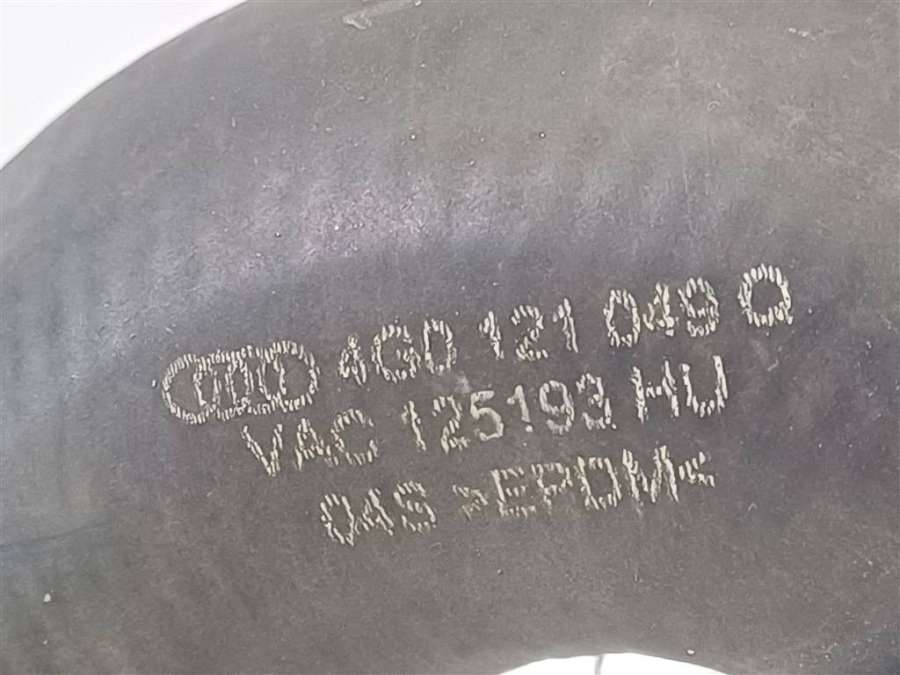 4G0 121 049 Q
VAC 125193 HU
04S >EPDM<